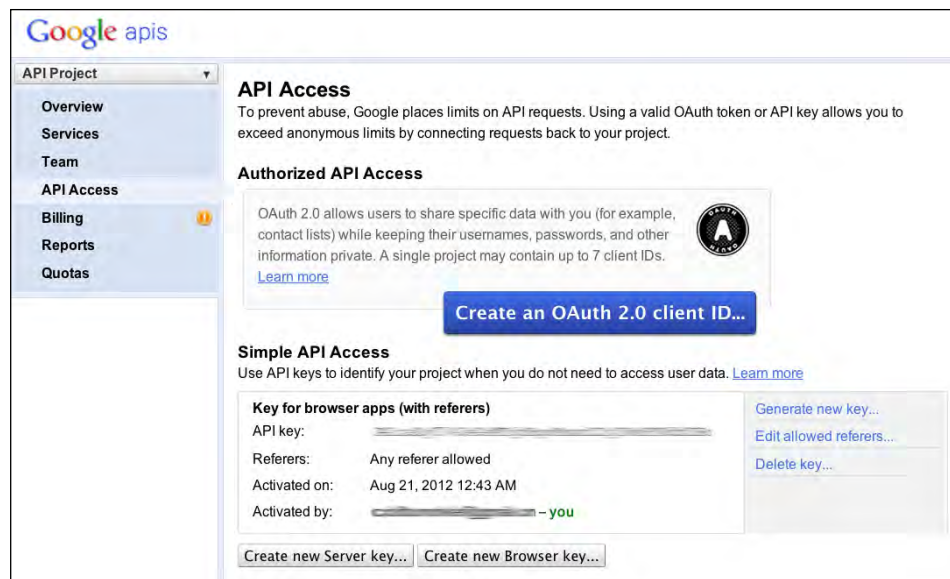 Google apis
API Project
Overview
Services
Team
API Access
Billing
Reports
Quotas
API Access
To prevent abuse, Google places limits on API requests. Using a valid OAuth token or API key allows you to
exceed anonymous limits by connecting requests back to your project.
Authorized API Access
OAuth 2.0 allows users to share specific data with you (for example,
contact lists) while keeping their usernames, passwords, and other
information private. A single project may contain up to 7 client IDs.
Learn more
OAUTH
A
OAUTH
Create an OAuth 2.0 client ID...
Simple API Access
Use API keys to identify your project when you do not need to access user data. Learn more
Key for browser apps (with referers)
API key:
Referers: Any referer allowed
Activated on: Aug 21, 2012 12:43 AM
Activated by: – you
Generate new key...
Edit allowed referers...
Delete key...
Create new Server key... Create new Browser key...